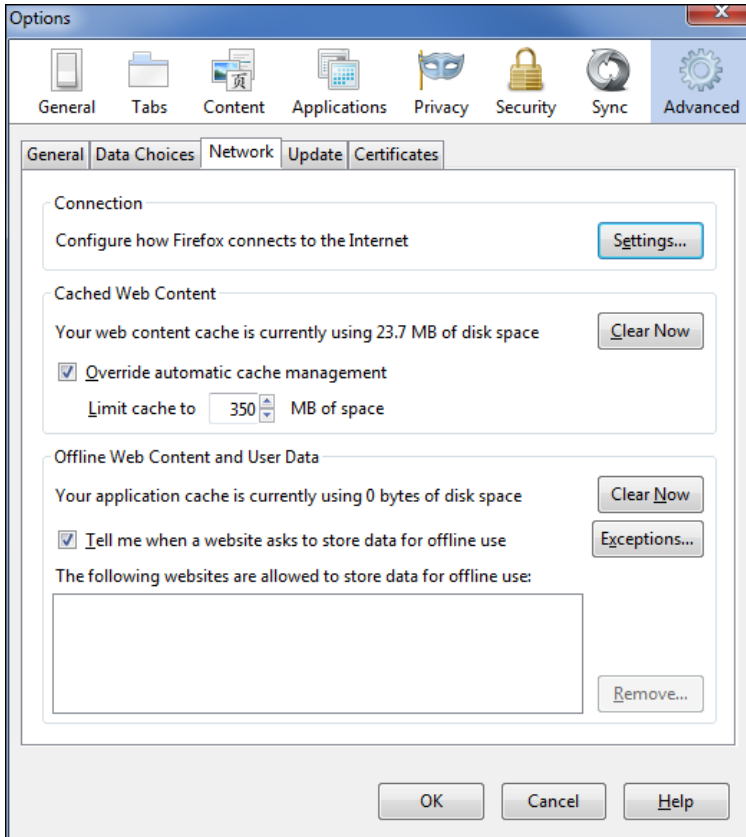 Options
X
页
General Tabs Content Applications Privacy Security Sync Advanced
General Data Choices Network Update Certificates
Connection
Configure how Firefox connects to the Internet Settings...
Cached Web Content
Your web content cache is currently using 23.7 MB of disk space Clear Now
Override automatic cache management
Limit cache to 350 MB of space
Offline Web Content and User Data
Your application cache is currently using 0 bytes of disk space Clear Now
Tell me when a website asks to store data for offline use Exceptions...
The following websites are allowed to store data for offline use:
Remove...
OK Cancel Help